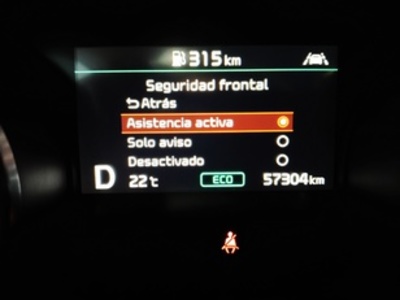 315 km
Seguridad frontal
Atrás
Asistencia activa
Solo aviso
Desactivado
D 22°c ECO 57304 km